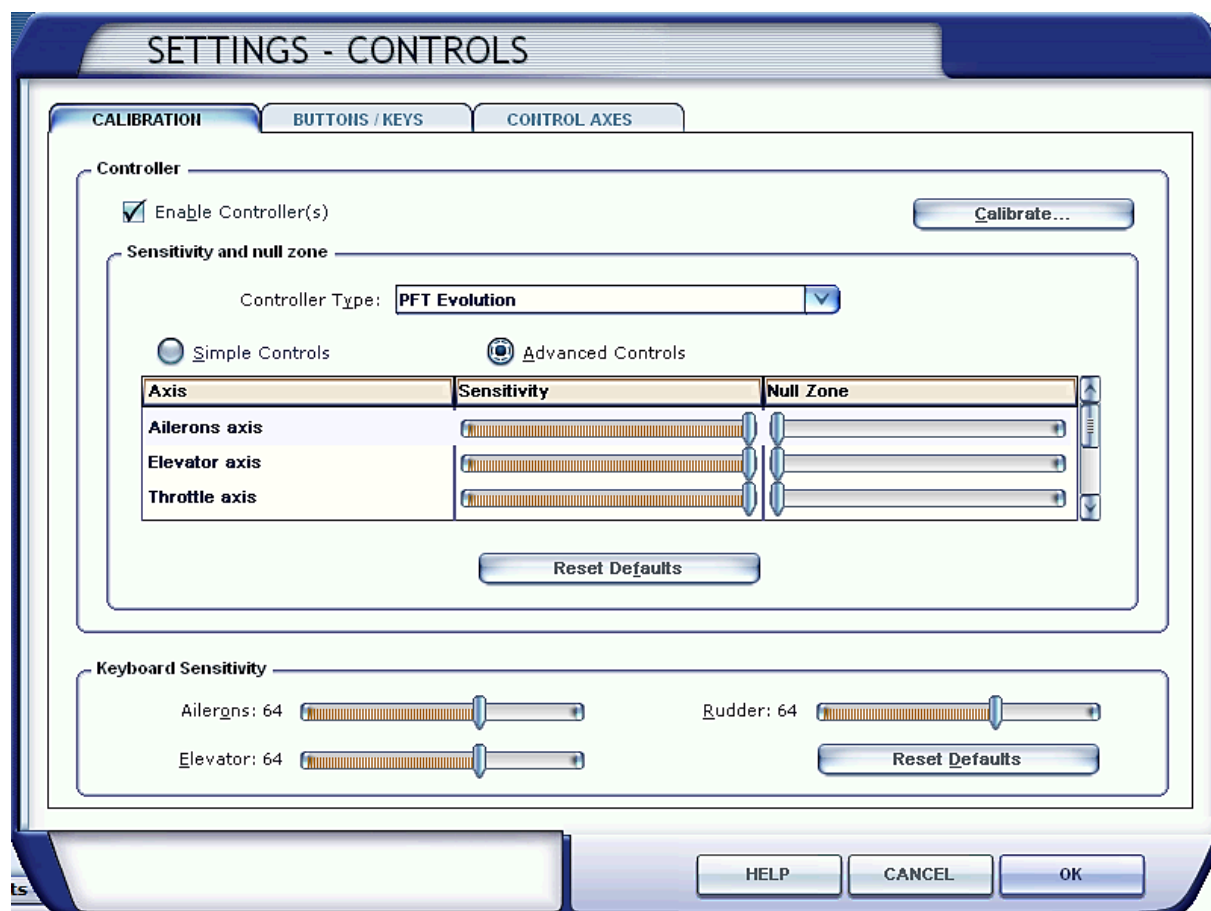 SETTINGS - CONTROLS
CALIBRATION BUTTONS / KEYS CONTROL AXES
Controller
Enable Controller(s) Calibrate...
Sensitivity and null zone
Controller Type: PFT Evolution
Simple Controls Advanced Controls
Axis Sensitivity Null Zone
Ailerons axis
Elevator axis
Throttle axis
Reset Defaults
Keyboard Sensitivity
Ailerons: 64 Rudder: 64
Elevator: 64 Reset Defaults
HELP CANCEL OK
ts